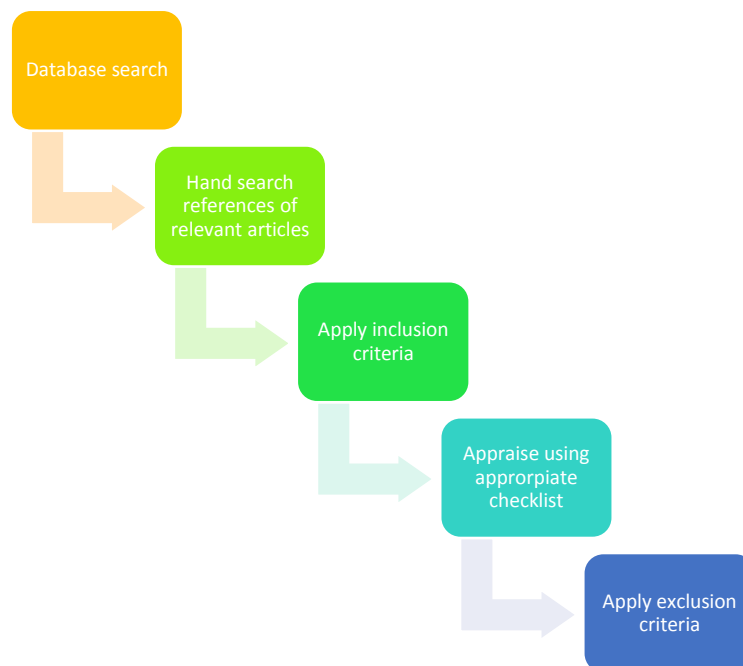 Database search
Hand search
references of
relevant articles
Apply inclusion
criteria
Appraise using
approrpiate
checklist
Apply exclusion
criteria